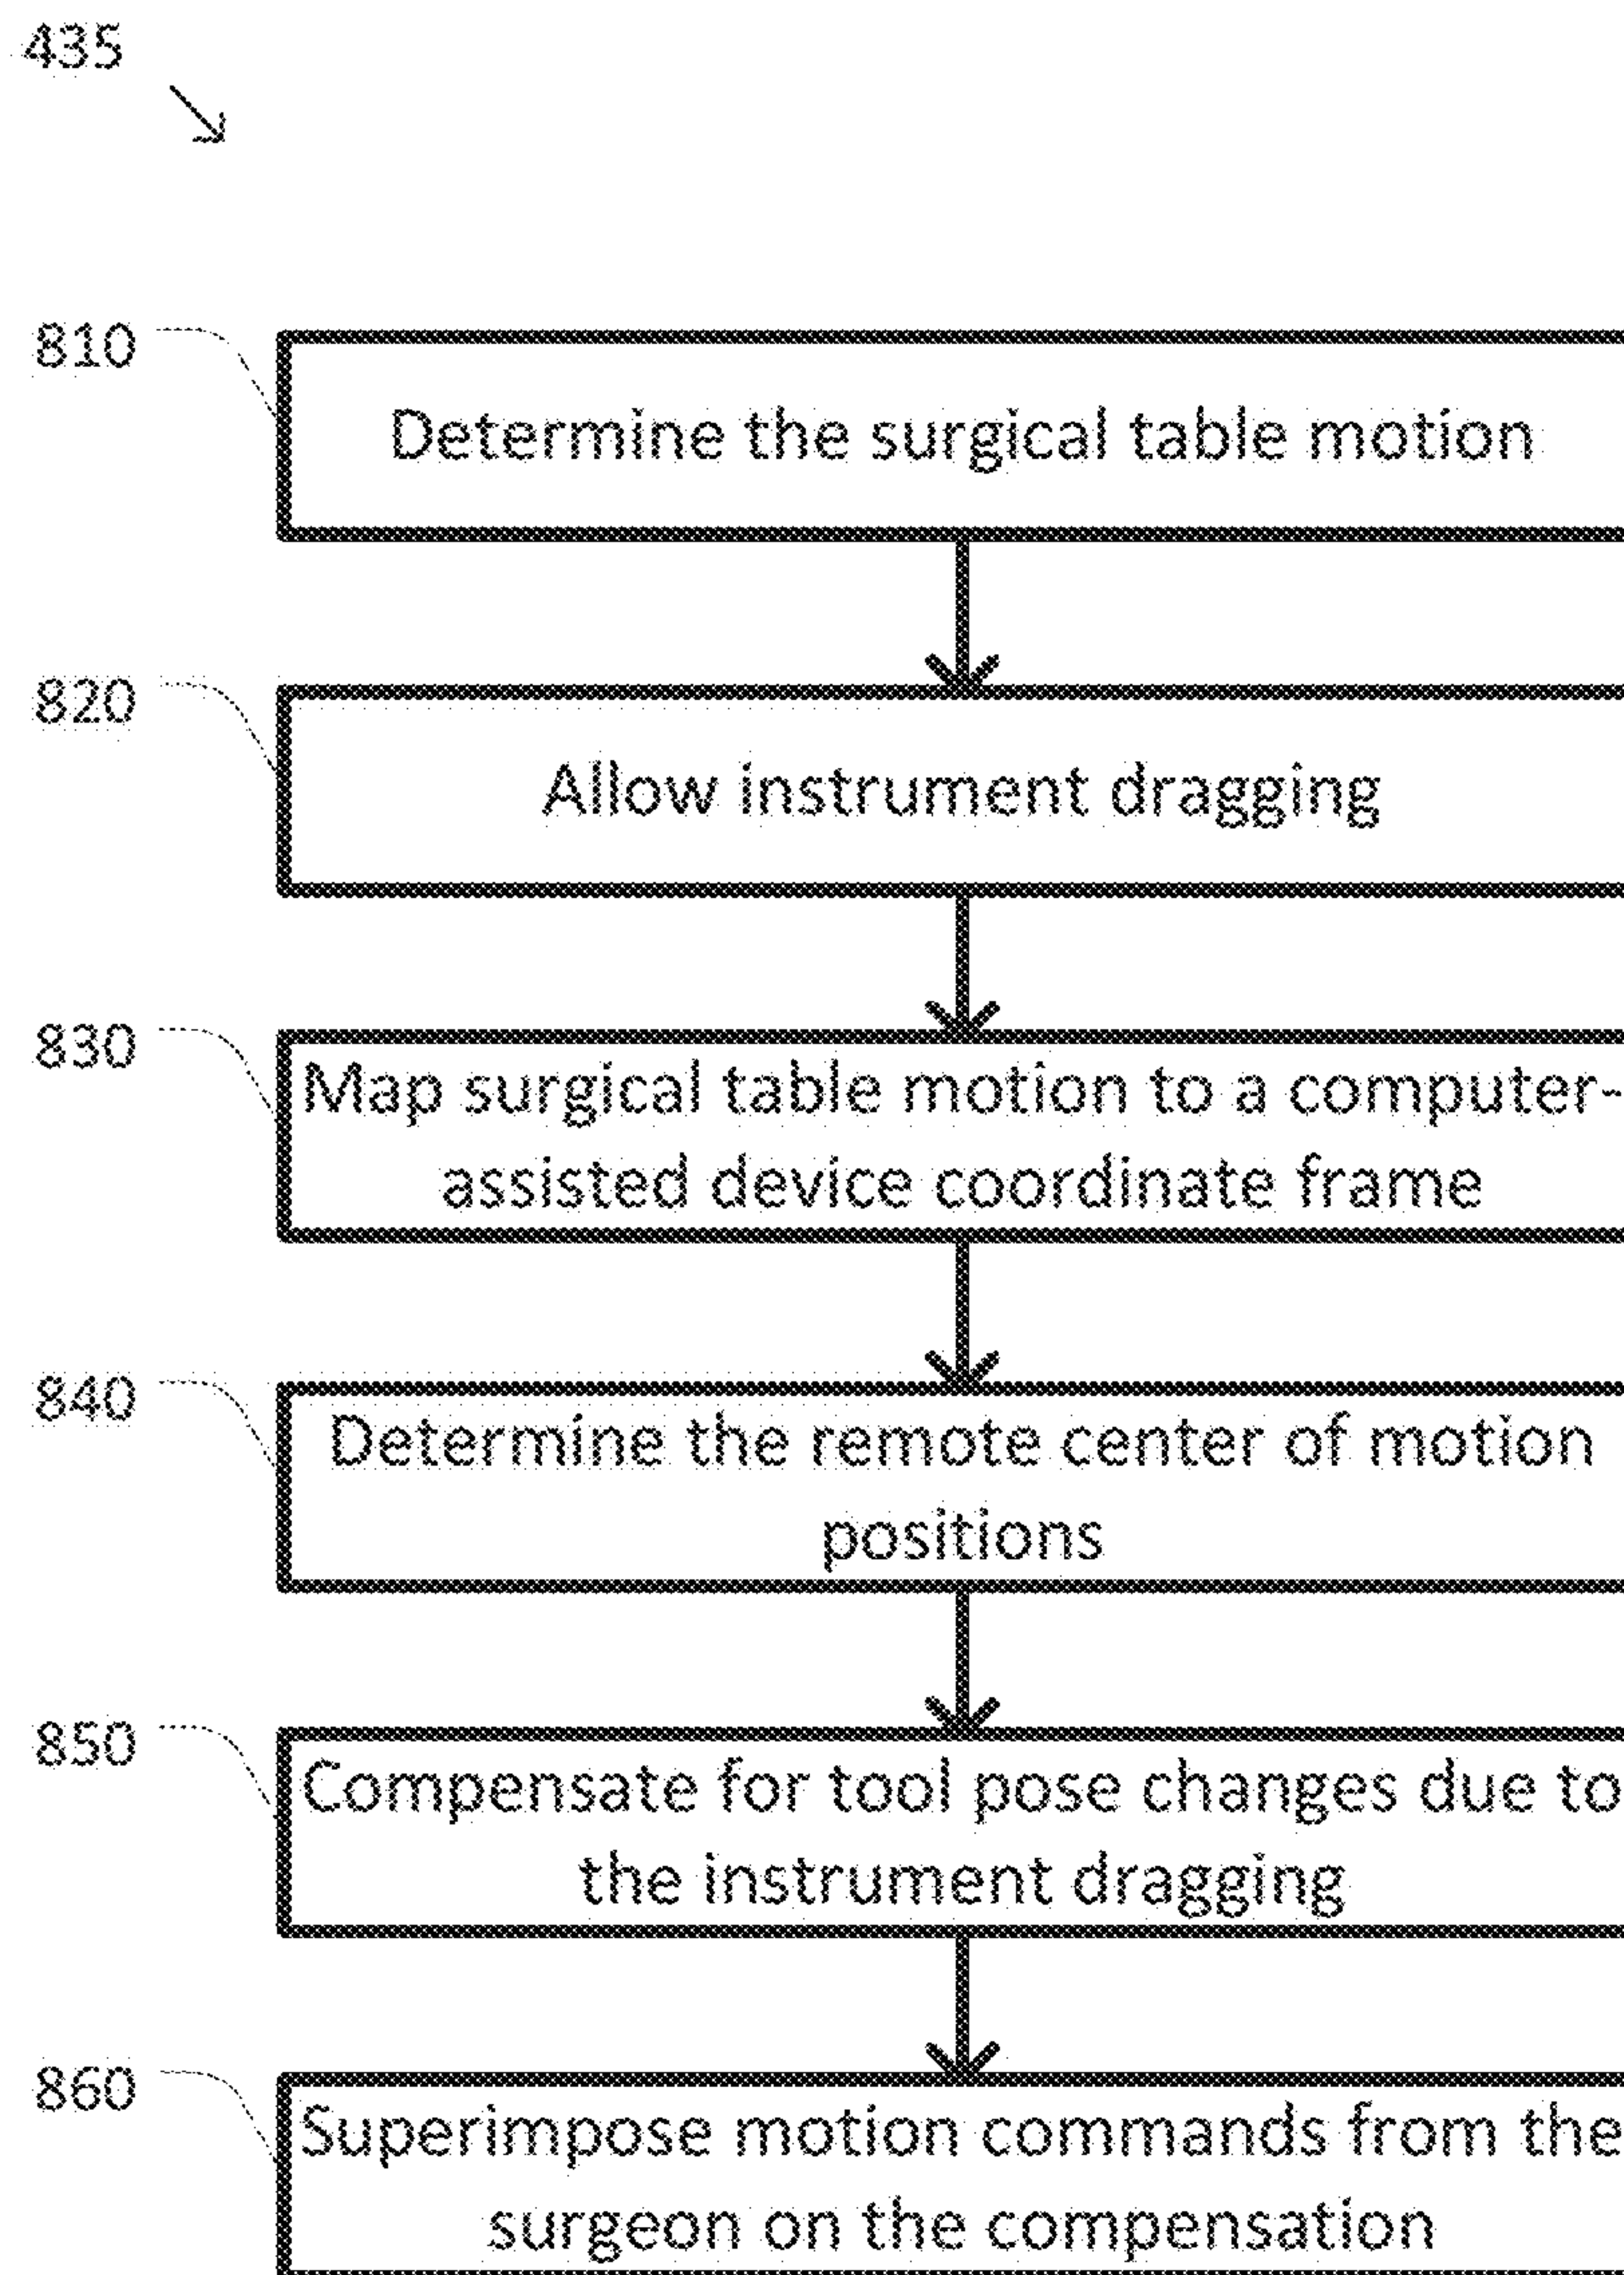 435
810
Determine the surgical table motion
820
Allow instrument dragging
830
Map surgical table motion to a computer-
assisted device coordinate frame
840
Determine the remote center of motion
positions
850
Compensate for tool pose changes due to
the instrument dragging
860
Superimpose motion commands from the
surgeon on the compensation